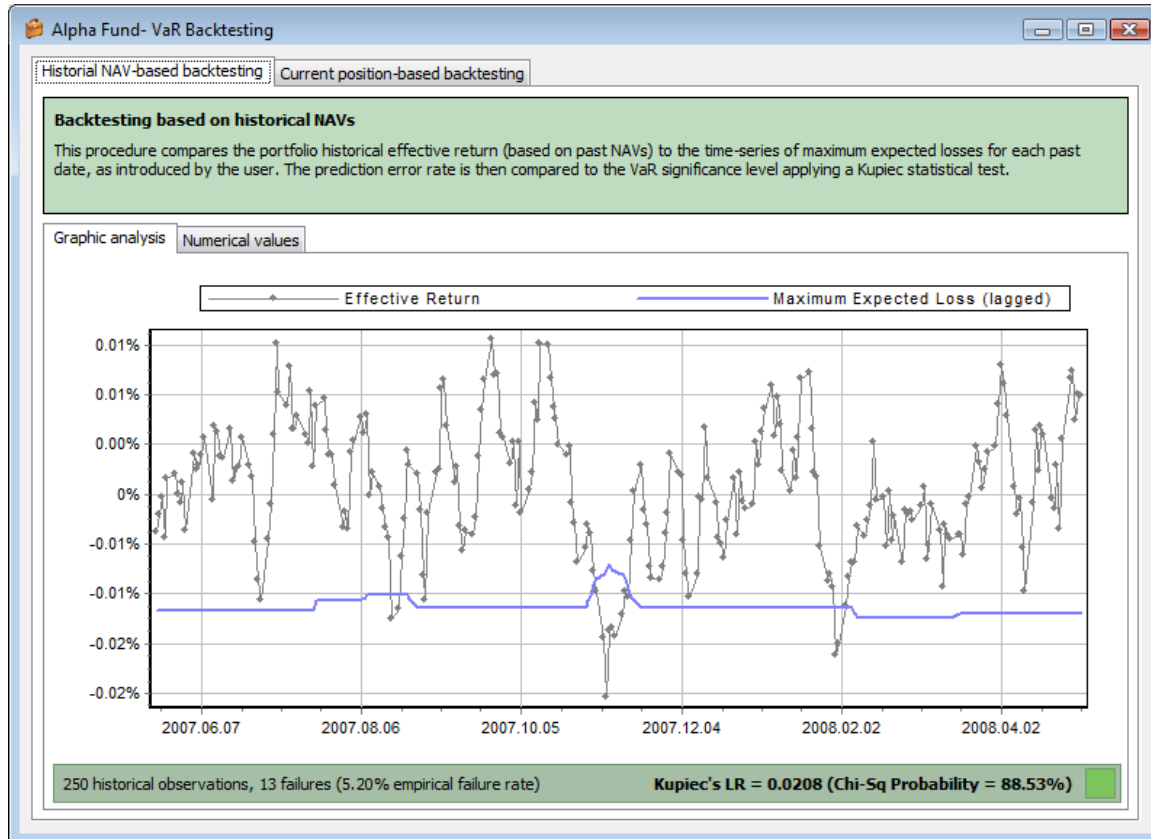 Alpha Fund- VaR Backtesting
Historial NAV-based backtesting
Current position-based backtesting
Backtesting based on historical NAVs
This procedure compares the portfolio historical effective return (based on past NAVs) to the time-series of maximum expected losses for each past
date, as introduced by the user. The prediction error rate is then compared to the VaR significance level applying a Kupiec statistical test.
Graphic analysis
Numerical values
Effective Return
Maximum Expected Loss (lagged)
0.01%
0.01%
0.00%
0%
-0.01%
-0.01%
-0.02%
-0.02%
2007.06.07
2007.08.06
2007.10.05
2007.12.04
2008.02.02
2008.04.02
250 historical observations, 13 failures (5.20% empirical failure rate)
Kupiec's LR = 0.0208 (Chi-Sq Probability = 88.53%)